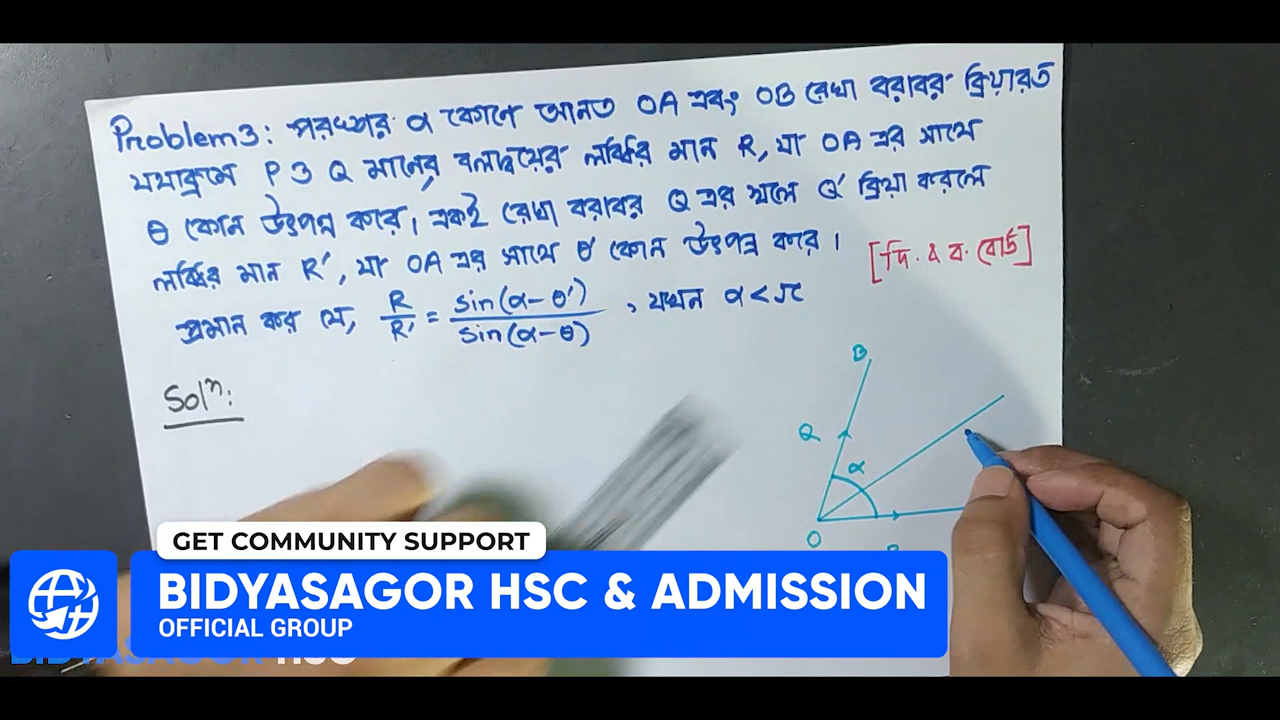 Problem 3: পরস্পর α কোণে আনত OA এবং OB রেখা বরাবর ক্রিয়ারত
যথাক্রমে P ও Q মানের বলদ্বয়ের লব্ধির মান R, যা OA এর সাথে
θ কোন উৎপন্ন করে। একই রেখা বরাবর Q এর স্থলে Q′ ক্রিয়া করলে
লব্ধির মান R′, যা OA এর সাথে θ′ কোন উৎপন্ন করে।
[দি. & ব. বোর্ড]
প্রমান কর যে, R/R′ = sin(α-θ′)/sin(α-θ) , যখন α<π
Solⁿ:
B
Q
α
O
GET COMMUNITY SUPPORT
BIDYASAGOR HSC & ADMISSION
OFFICIAL GROUP